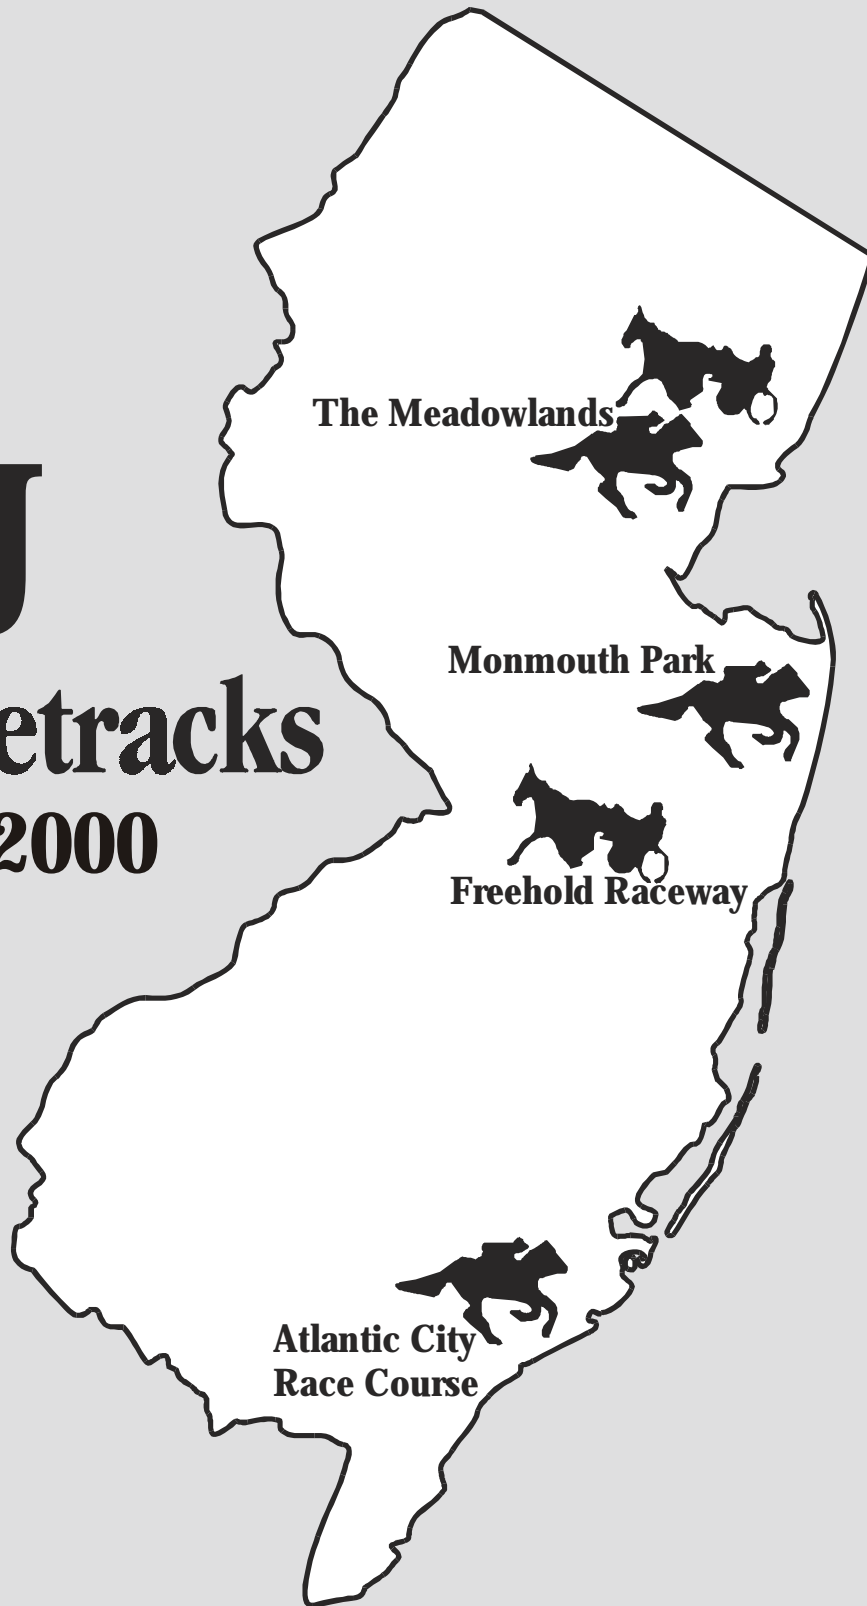 The Meadowlands
J
Monmouth Park
etracks
2000
Freehold Raceway
Atlantic City
Race Course